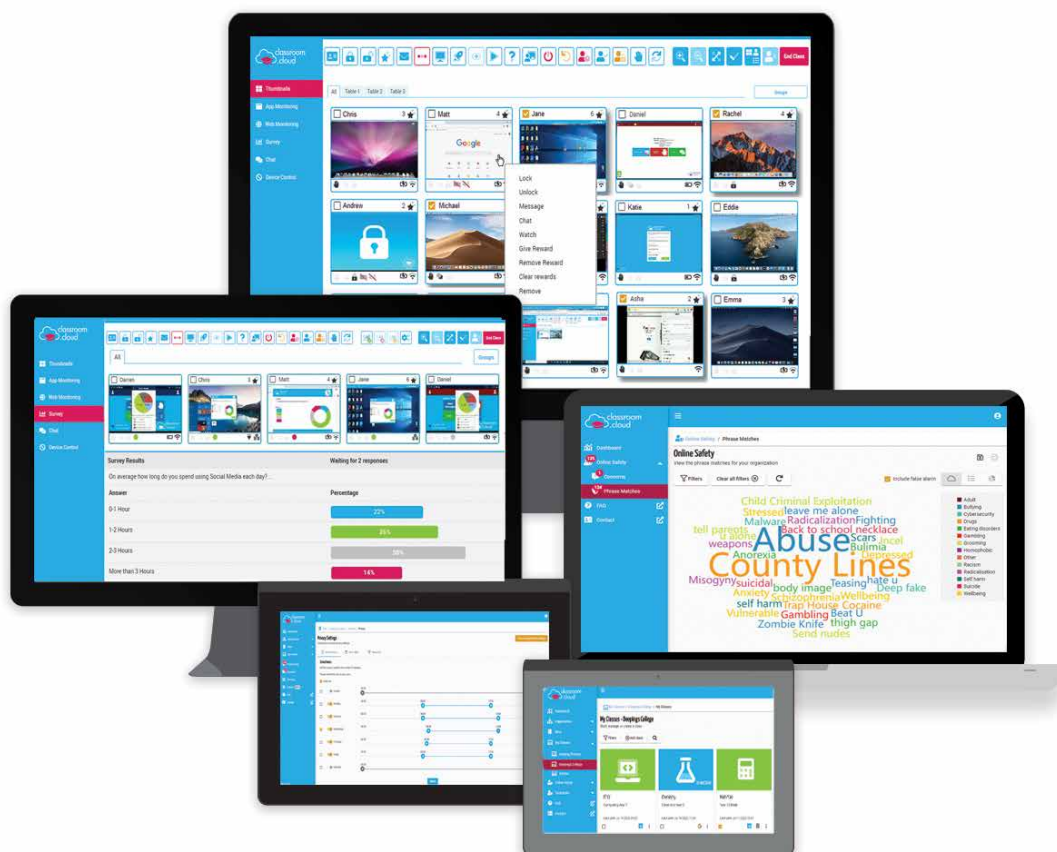 classroom
.cloud
End Class
Thumbnails
App Monitoring
Web Monitoring
Survey
Chat
Device Control
All Table 1 Table 2 Table 3
Groups
Chris 3
Matt 4
Jane 6
Daniel
Rachel 4
Google
Lock
Unlock
Message
Chat
Watch
Give Reward
Remove Reward
Clear rewards
Remove
Andrew 2
Michael
Katie 1
Eddie
Ashe 2
Emma 3
classroom
.cloud
End Class
Thumbnails
App Monitoring
Web Monitoring
Survey
Chat
Device Control
All
Groups
Darren
Chris 3
Matt 4
Jane 6
Daniel
Survey Results Waiting for 2 responses
On average how long do you spend using Social Media each day?...
Answer Percentage
0-1 Hour 22%
1-2 Hours
2-3 Hours
More than 3 Hours 14%
classroom
.cloud
Dashboard
Online Safety
Concerns
Phrase Matches
FAQ
Contact
Online Safety / Phrase Matches
Online Safety
View the phrase matches for your organization
Filters Clear all filters
Include false alarm
Child Criminal Exploitation
Stressed leave me alone
Malware Radicalization Fighting
tell parents Back to school necklace
u alone
weapons Abuse Scars Incel
Anorexia Bulimia Depressed
County Lines
Misogyny suicidal body image Teasing hate u Deep fake
Anxiety Schizophrenia Wellbeing
self harm Trap House Cocaine
Vulnerable Gambling Beat U
Zombie Knife thigh gap
Send nudes
Adult
Bullying
Cybersecurity
Drugs
Eating disorders
Gambling
Grooming
Homophobic
Other
Racism
Radicalisation
Self harm
Suicide
Wellbeing
classroom
.cloud
Privacy Settings
classroom
.cloud
My Classes - Deepings College
Filters